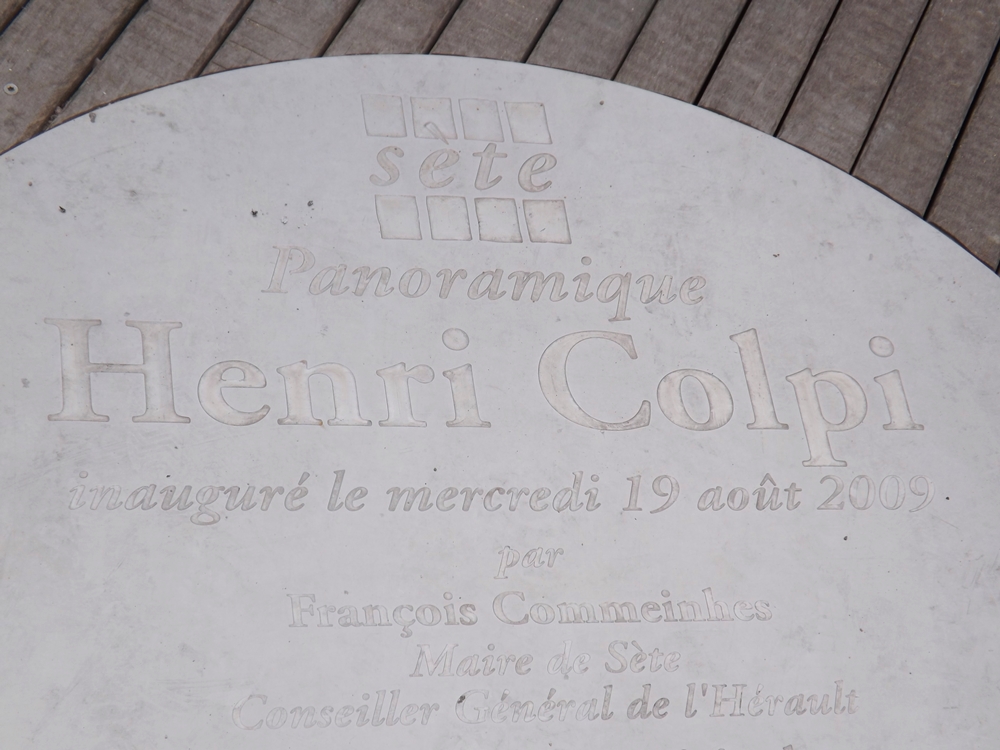 sète
Panoramique
Henri Colpi
inauguré le mercredi 19 août 2009
par
François Commeinhes
Maire de Sète
Conseiller Général de l'Hérault